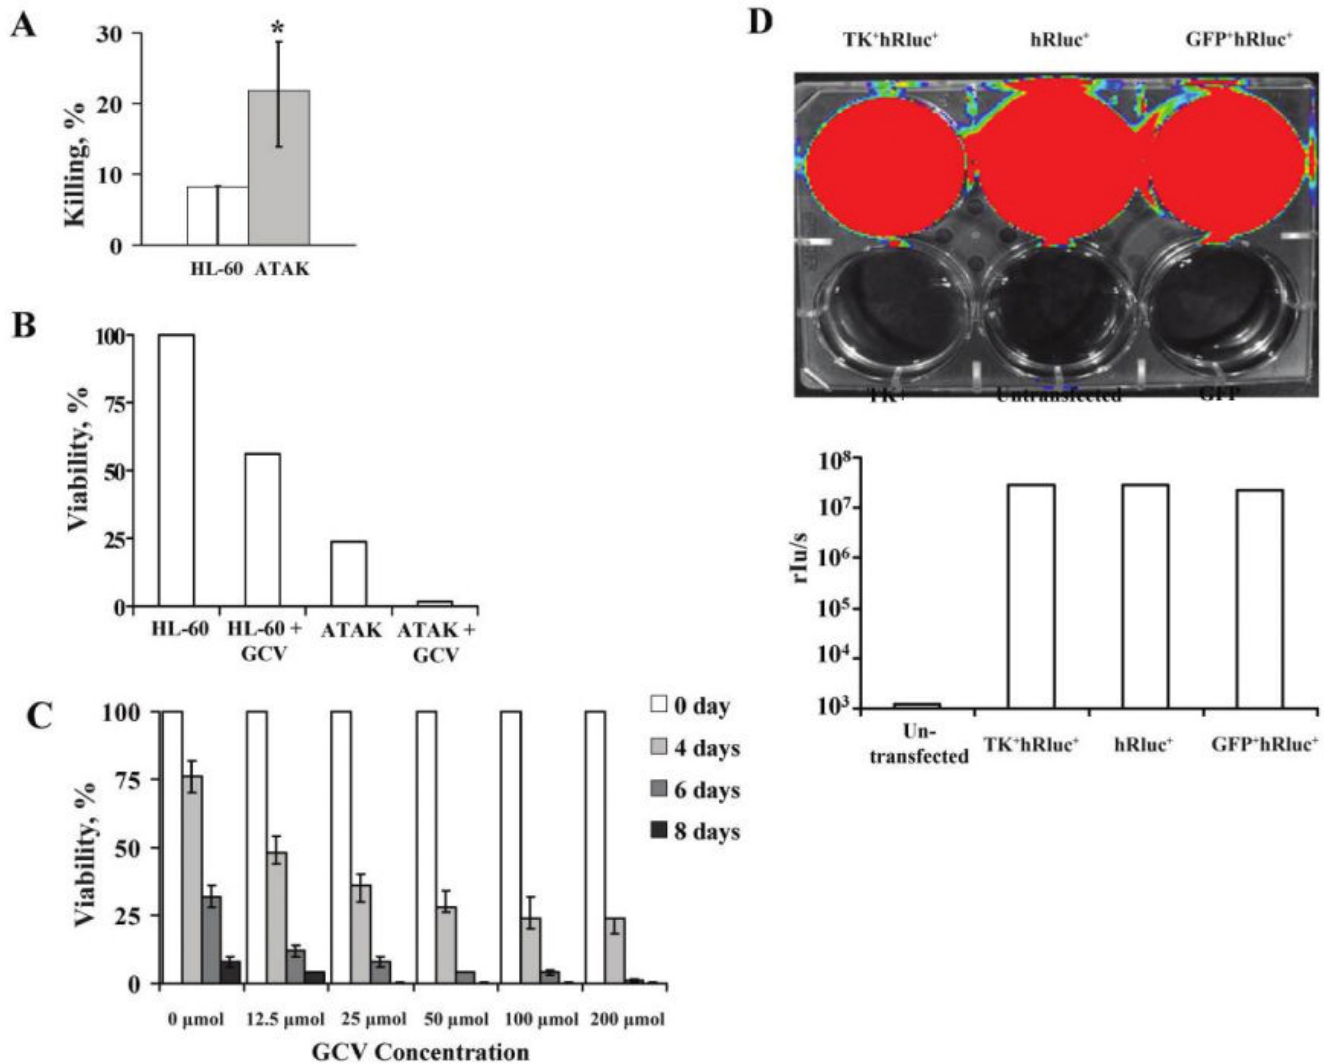 A
30
20
10
0
Killing, %
*
HL-60 ATAK
B
100
75
50
25
0
Viability, %
HL-60
HL-60 +
GCV
ATAK
ATAK +
GCV
C
100
75
50
25
0
Viability, %
0 day
4 days
6 days
8 days
0 µmol 12.5 µmol 25 µmol 50 µmol 100 µmol 200 µmol
GCV Concentration
D
TK⁺hRluc⁺ hRluc⁺ GFP⁺hRluc⁺
TK+ Untransfected GFP
10⁸
10⁷
10⁶
10⁵
10⁴
10³
rlu/s
Un-
transfected
TK⁺hRluc⁺ hRluc⁺ GFP⁺hRluc⁺